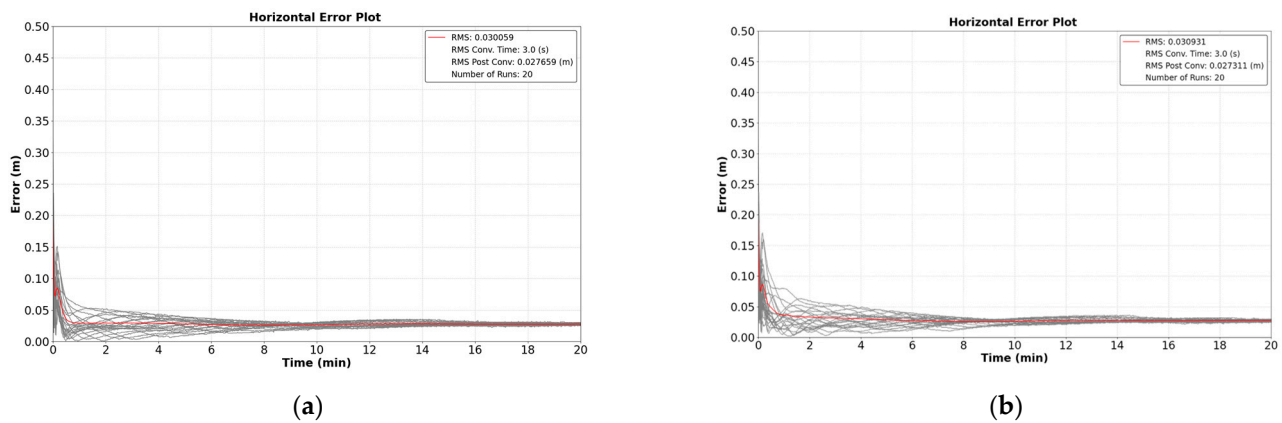 Horizontal Error Plot
RMS: 0.030059
RMS Conv. Time: 3.0 (s)
RMS Post Conv: 0.027659 (m)
Number of Runs: 20
0.50
0.45
0.40
0.35
0.30
0.25
0.20
0.15
0.10
0.05
0.00
Error (m)
0 2 4 6 8 10 12 14 16 18 20
Time (min)
(a)
Horizontal Error Plot
RMS: 0.030931
RMS Conv. Time: 3.0 (s)
RMS Post Conv: 0.027311 (m)
Number of Runs: 20
0.50
0.45
0.40
0.35
0.30
0.25
0.20
0.15
0.10
0.05
0.00
Error (m)
0 2 4 6 8 10 12 14 16 18 20
Time (min)
(b)